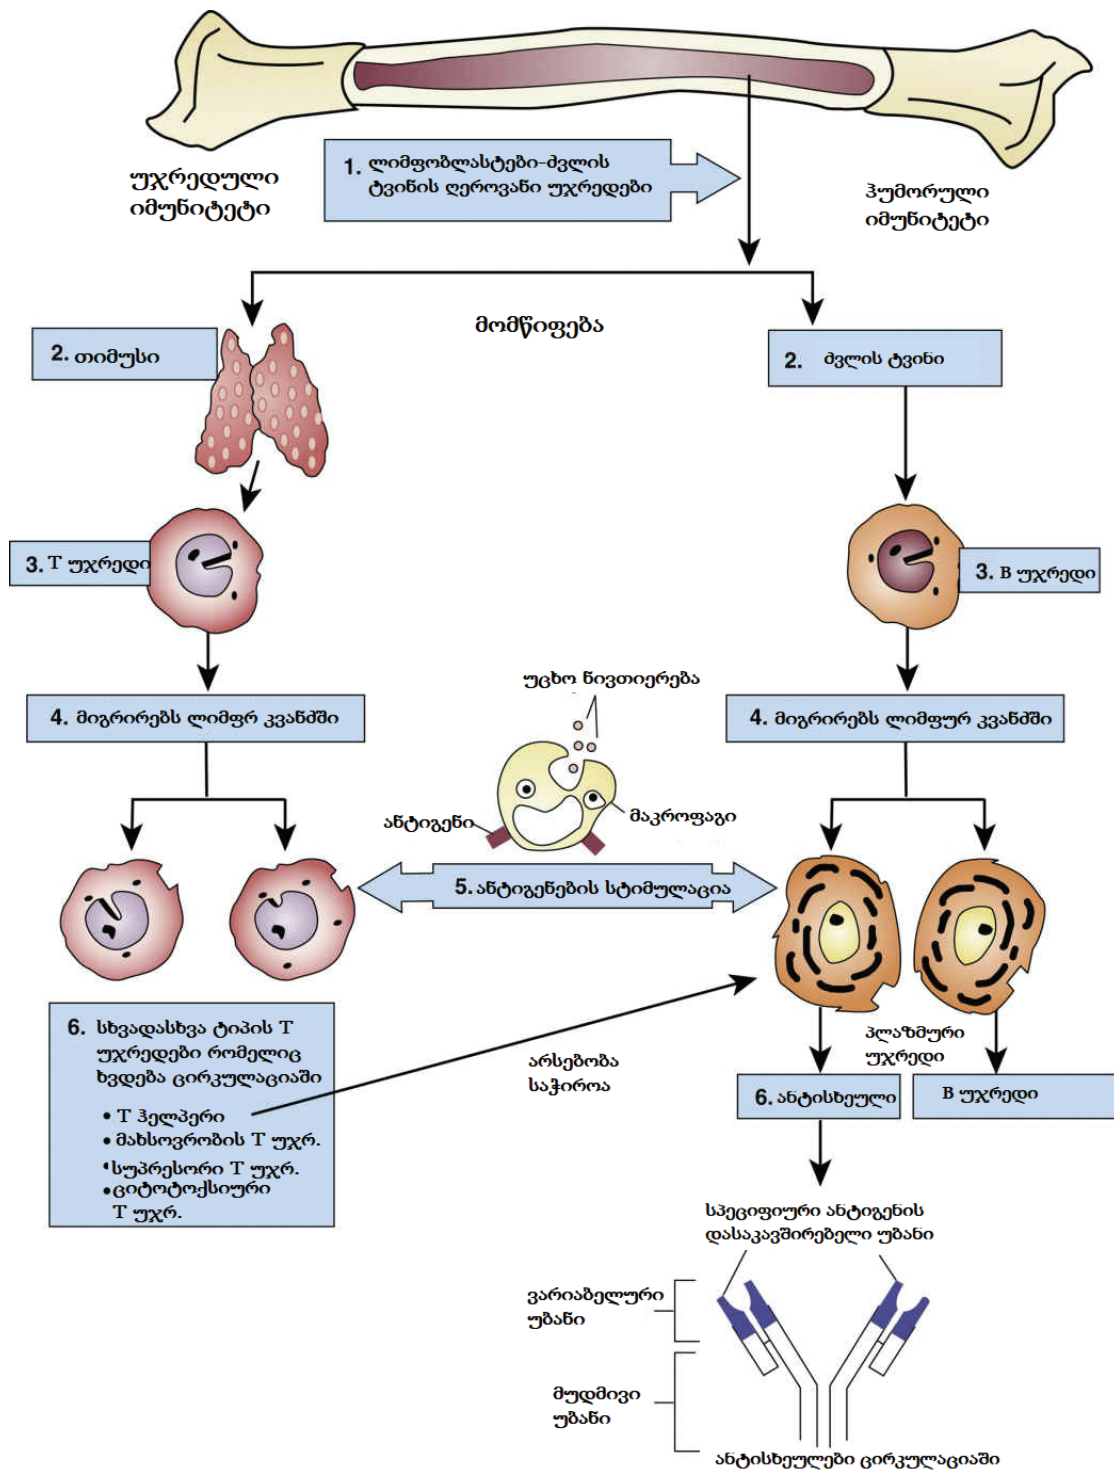 უჯრედული
იმუნიტეტი
1. ლიმფობლასტები-ძვლის
ტვინის ღეროვანი უჯრედები
ჰუმორული
იმუნიტეტი
მომწიფება
2. თიმუსი
2. ძვლის ტვინი
3. T უჯრედი
3. B უჯრედი
უცხო ნივთიერება
4. მიგრირებს ლიმფრ კვანძში
4. მიგრირებს ლიმფურ კვანძში
ანტიგენი
მაკროფაგი
5. ანტიგენების სტიმულაცია
6. სხვადასხვა ტიპის T
უჯრედები რომელიც
ხვდება ცირკულაციაში
• T ჰელპერი
• მახსოვრობის T უჯრ.
• სუპრესორი T უჯრ.
• ციტოტოქსიური
T უჯრ.
არსებობა
საჭიროა
პლაზმური
უჯრედი
6. ანტისხეული
B უჯრედი
სპეციფიური ანტიგენის
დასაკავშირებელი უბანი
ვარიაბელური
უბანი
მუდმივი
უბანი
ანტისხეულები ცირკულაციაში